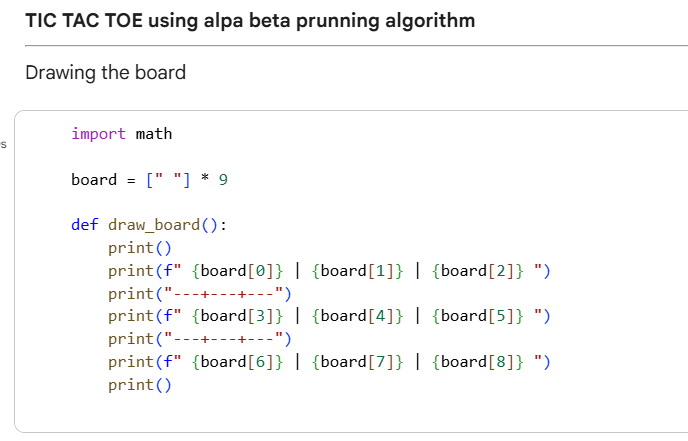 TIC TAC TOE using alpa beta prunning algorithm
Drawing the board
s
import math
board = [" "] * 9
def draw_board():
    print()
    print(f" {board[0]} | {board[1]} | {board[2]} ")
    print("---+---+---")
    print(f" {board[3]} | {board[4]} | {board[5]} ")
    print("---+---+---")
    print(f" {board[6]} | {board[7]} | {board[8]} ")
    print()